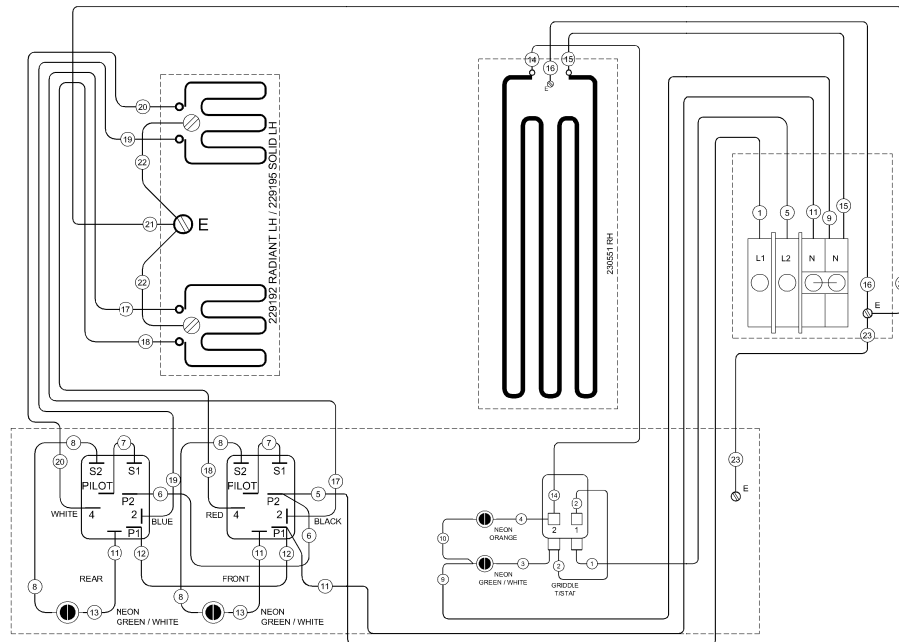 14
16
15
E
20
19
22
21
E
22
17
18
229192 RADIANT LH / 229195 SOLID LH
230551 RH
1
5
11
9
15
L1
L2
N
N
16
E
23
8
7
S2
S1
PILOT
20
P2
6
19
WHITE
4
2
BLUE
P1
11
12
REAR
8
13
NEON
GREEN / WHITE
8
7
S2
S1
PILOT
18
P2
5
17
RED
4
2
BLACK
P1
6
11
12
11
FRONT
8
13
NEON
GREEN / WHITE
14
2
2
1
4
NEON
ORANGE
10
3
NEON
GREEN / WHITE
9
2
1
GRIDDLE
T/STAT
23
E